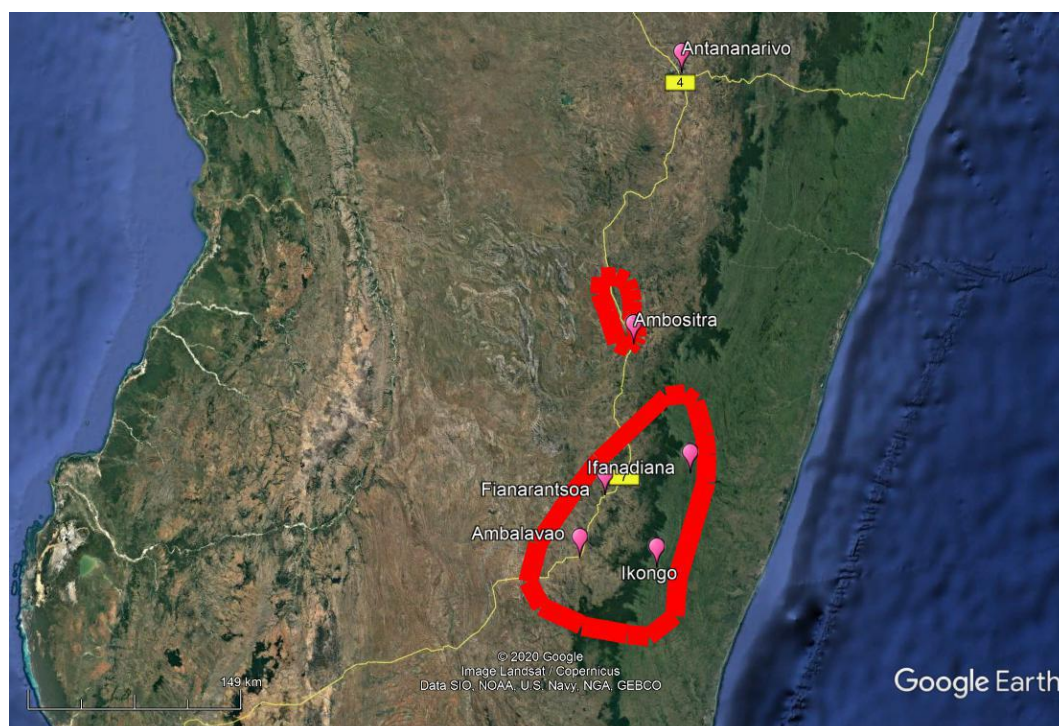 Antananarivo
4
Ambositra
Ifanadiana
Fianarantsoa
7
Ambalavao
Ikongo
© 2020 Google
Image Landsat / Copernicus
Data SIO, NOAA, U.S. Navy, NGA, GEBCO
149 km
Google Earth